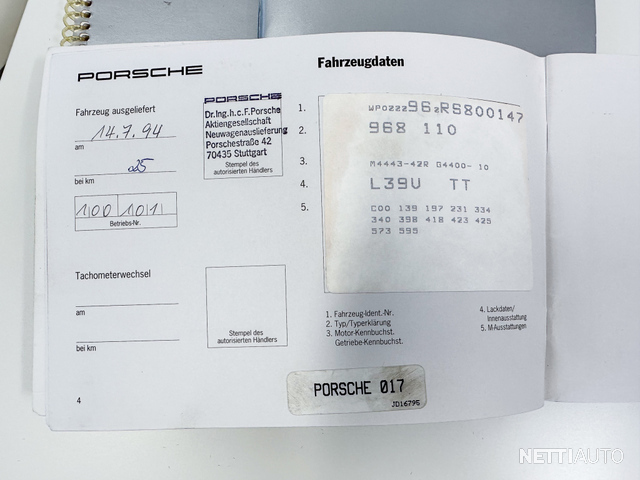 PORSCHE
Fahrzeugdaten
Fahrzeug ausgeliefert
14.7.94
am
025
bei km
100 101
Betriebs-Nr.
PORSCHE
Dr.Ing.h.c.F.Porsche
Aktiengesellschaft
Neuwagenauslieferung
Porschestraße 42
70435 Stuttgart
Stempel des
autorisierten Händlers
1. WPOZZZ96ZRS800147
2. 968 110
3. M4443-42R G4400- 10
4. L39U TT
5. C00 139 197 231 334
340 398 418 423 425
573 595
Tachometerwechsel
am
bei km
Stempel des
autorisierten Händlers
1. Fahrzeug-Ident.-Nr.
2. Typ/Typerklärung
3. Motor-Kennbuchst.
Getriebe-Kennbuchst.
4. Lackdaten/
Innenausstattung
5. M-Ausstattungen
PORSCHE 017
JD16795
4
NETTIAUTO